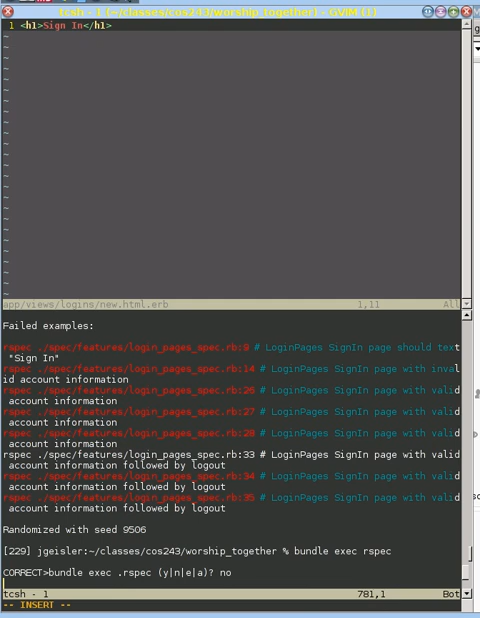 tcsh - 1 (~/classes/cos243/worship_together) - GVIM (1)
1 <h1>Sign In</h1>
app/views/logins/new.html.erb 1,11 All
Failed examples:
rspec ./spec/features/login_pages_spec.rb:9 # LoginPages SignIn page should text
"Sign In"
rspec ./spec/features/login_pages_spec.rb:14 # LoginPages SignIn page with inval
id account information
rspec ./spec/features/login_pages_spec.rb:26 # LoginPages SignIn page with valid
account information
rspec ./spec/features/login_pages_spec.rb:27 # LoginPages SignIn page with valid
account information
rspec ./spec/features/login_pages_spec.rb:28 # LoginPages SignIn page with valid
account information
rspec ./spec/features/login_pages_spec.rb:33 # LoginPages SignIn page with valid
account information followed by logout
rspec ./spec/features/login_pages_spec.rb:34 # LoginPages SignIn page with valid
account information followed by logout
rspec ./spec/features/login_pages_spec.rb:35 # LoginPages SignIn page with valid
account information followed by logout
Randomized with seed 9506
[229] jgeisler:~/classes/cos243/worship_together % bundle exec rspec
CORRECT>bundle exec .rspec (y|n|e|a)? no
tcsh - 1 781,1 Bot
-- INSERT --